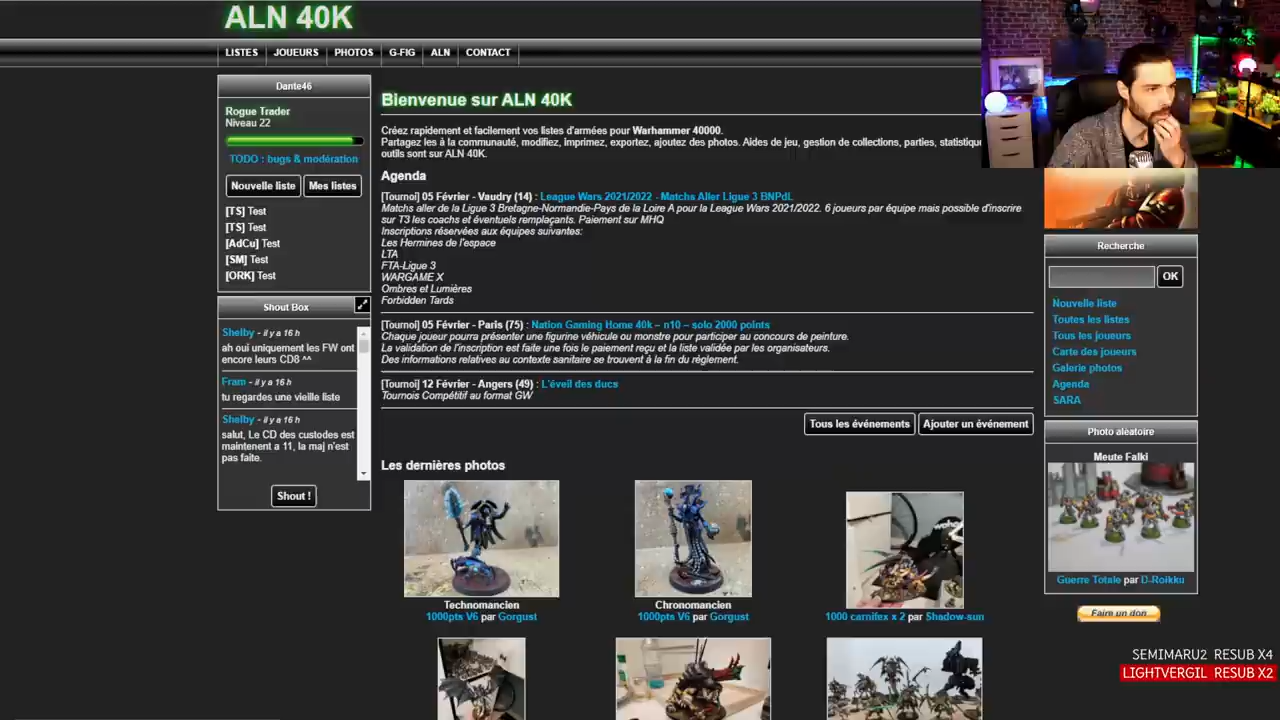 ALN 40K
LISTES
JOUEURS
PHOTOS
G-FIG
ALN
CONTACT
Dante46
Rogue Trader
Niveau 22
TODO : bugs & modération
Nouvelle liste
Mes listes
[TS] Test
[TS] Test
[AdCu] Test
[SM] Test
[ORK] Test
Shout Box
Shelby - il y a 16 h
ah oui uniquement les FW ont
encore leurs CD8 ^^
Fram - il y a 16 h
tu regardes une vieille liste
Shelby - il y a 16 h
salut, Le CD des custodes est
maintenent a 11, la maj n'est
pas faite.
Shout !
Bienvenue sur ALN 40K
Créez rapidement et facilement vos listes d'armées pour Warhammer 40000.
Partagez les à la communauté, modifiez, imprimez, exportez, ajoutez des photos. Aides de jeu, gestion de collections, parties, statistique
outils sont sur ALN 40K.
Agenda
[Tournoi] 05 Février - Vaudry (14) : League Wars 2021/2022 - Matchs Aller Ligue 3 BNPdL
Matchs aller de la Ligue 3 Bretagne-Normandie-Pays de la Loire A pour la League Wars 2021/2022. 6 joueurs par équipe mais possible d'inscrire
sur T3 les coachs et éventuels remplaçants. Paiement sur MHQ
Inscriptions réservées aux équipes suivantes:
Les Hermines de l'espace
LTA
FTA-Ligue 3
WARGAME X
Ombres et Lumières
Forbidden Tards
[Tournoi] 05 Février - Paris (75) : Nation Gaming Home 40k – n10 – solo 2000 points
Chaque joueur pourra présenter une figurine véhicule ou monstre pour participer au concours de peinture.
La validation de l'inscription est faite une fois le paiement reçu et la liste validée par les organisateurs.
Des informations relatives au contexte sanitaire se trouvent à la fin du règlement.
[Tournoi] 12 Février - Angers (49) : L'éveil des ducs
Tournois Compétitif au format GW
Tous les événements
Ajouter un événement
Les dernières photos
Technomancien
1000pts V6 par Gorgust
Chronomancien
1000pts V6 par Gorgust
1000 carnifex x 2 par Shadow-sun
Recherche
OK
Nouvelle liste
Toutes les listes
Tous les joueurs
Carte des joueurs
Galerie photos
Agenda
SARA
Photo aléatoire
Meute Falki
Guerre Totale par D-Roikku
Faire un don
SEMIMARU2 RESUB X4
LIGHTVERGIL RESUB X2